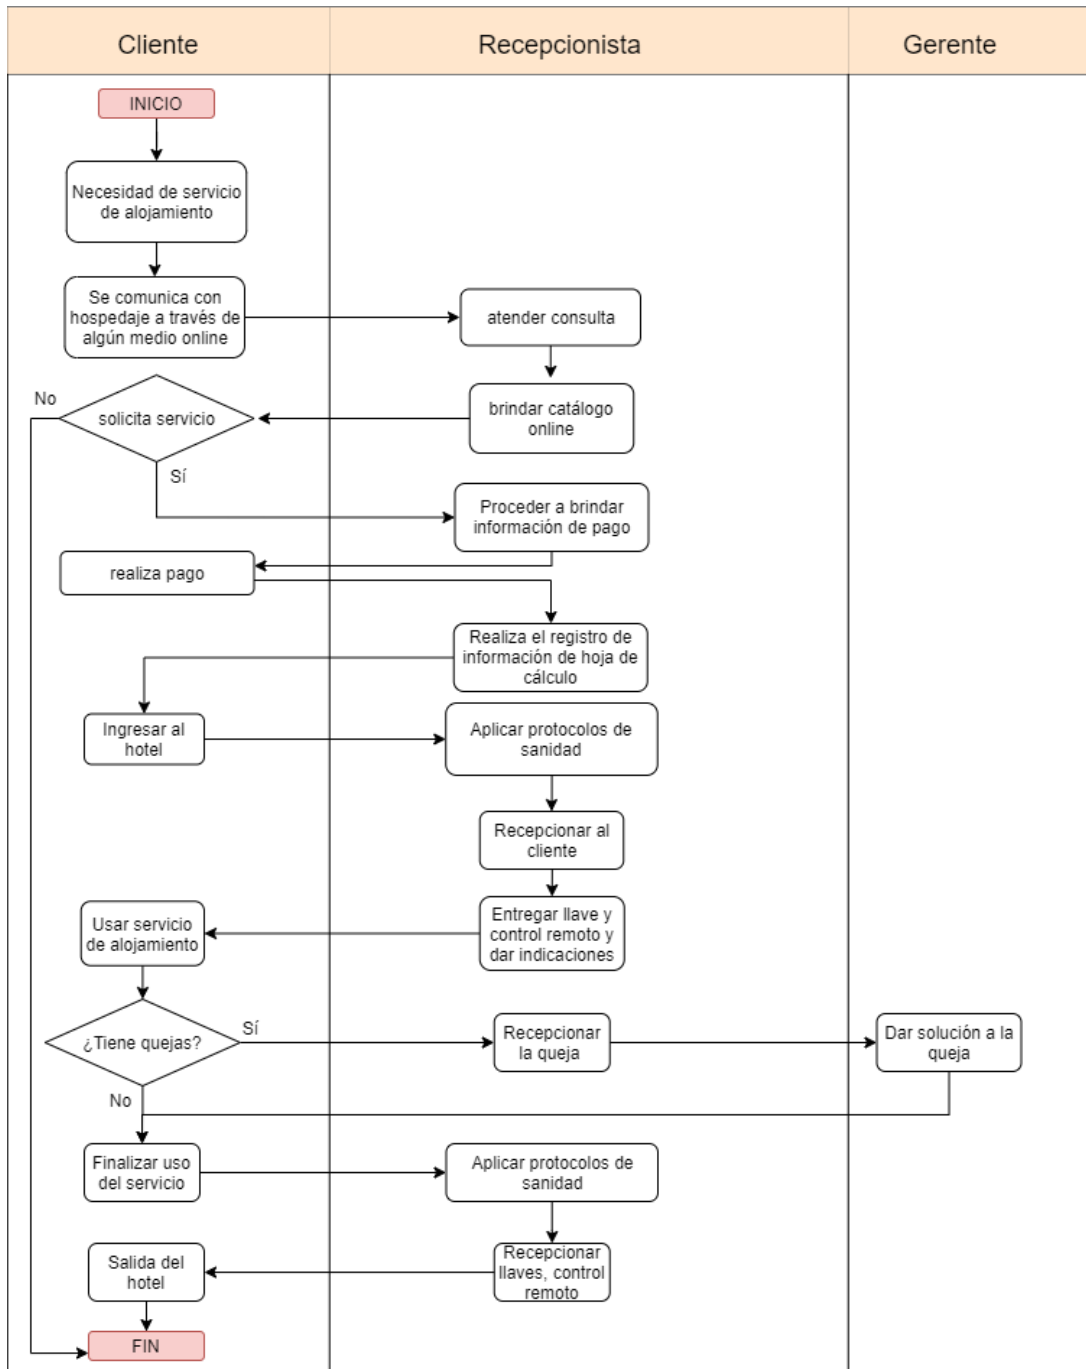 Cliente
Recepcionista
Gerente
INICIO
Necesidad de servicio
de alojamiento
Se comunica con
hospedaje a través de
algún medio online
atender consulta
brindar catálogo
online
No
solicita servicio
Sí
Proceder a brindar
información de pago
realiza pago
Realiza el registro de
información de hoja de
cálculo
Ingresar al
hotel
Aplicar protocolos de
sanidad
Recepcionar al
cliente
Entregar llave y
control remoto y
dar indicaciones
Usar servicio
de alojamiento
¿Tiene quejas?
Sí
Recepcionar
la queja
Dar solución a la
queja
No
Finalizar uso
del servicio
Aplicar protocolos de
sanidad
Recepcionar
llaves, control
remoto
Salida del
hotel
FIN